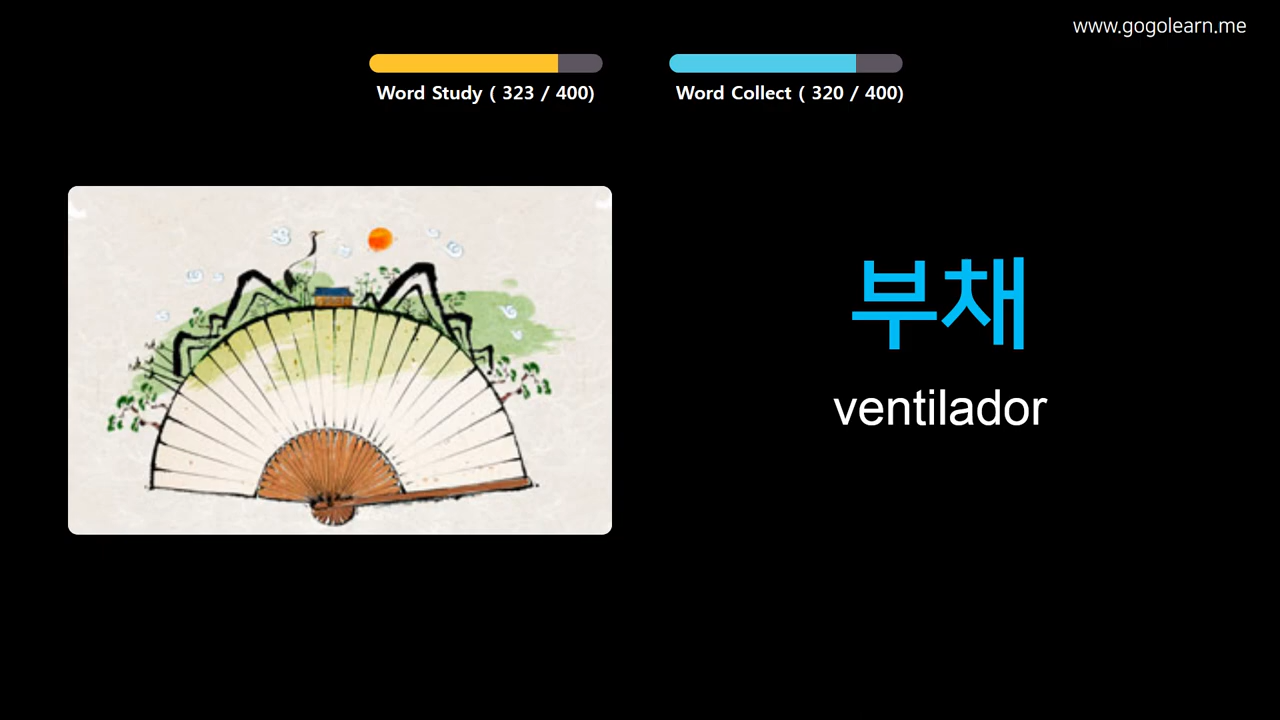 www.gogolearn.me
Word Study ( 323 / 400)
Word Collect ( 320 / 400)
부채
ventilador